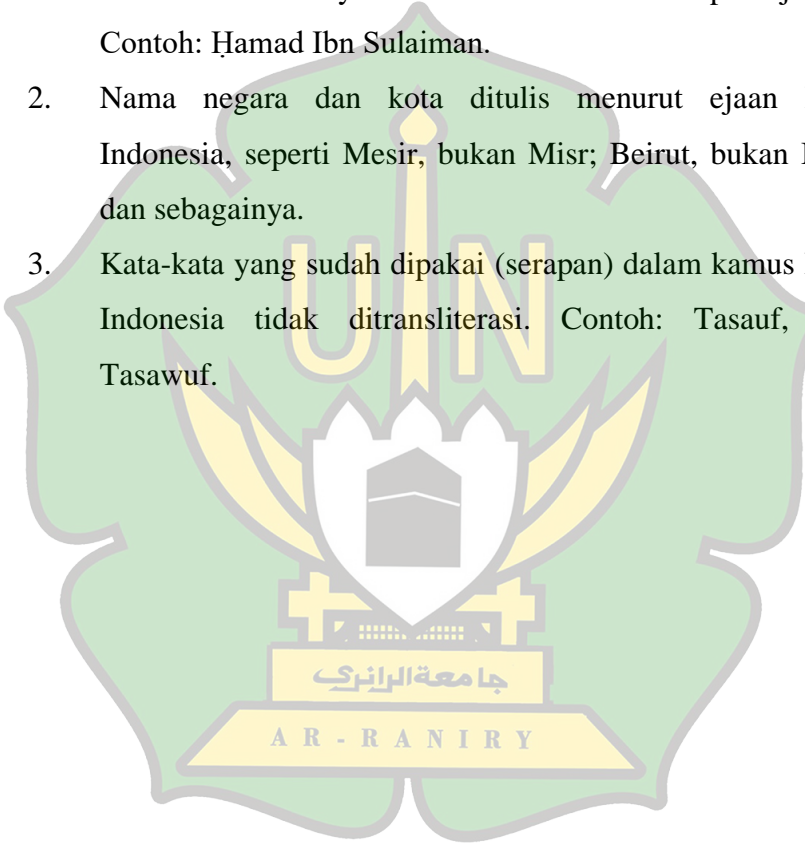 Contoh: Ḥamad Ibn Sulaiman.
2. Nama negara dan kota ditulis menurut ejaan
Indonesia, seperti Mesir, bukan Misr; Beirut, bukan
dan sebagainya.
3. Kata-kata yang sudah dipakai (serapan) dalam kamus
Indonesia tidak ditransliterasi. Contoh: Tasauf,
Tasawuf.
UIN
جامعة الرانري
AR-RANIRY